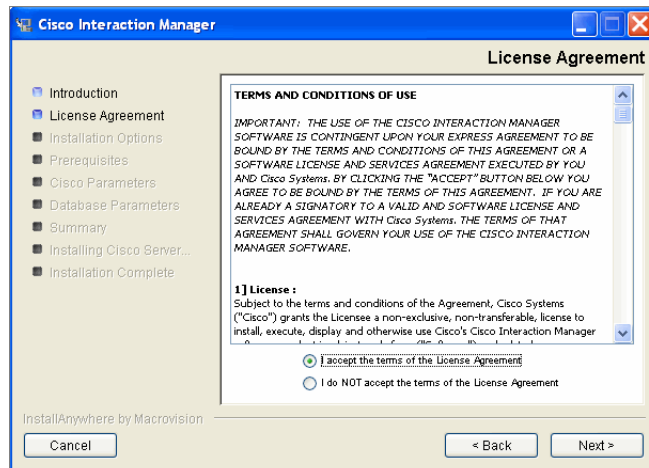 Cisco Interaction Manager
License Agreement
Introduction
License Agreement
Installation Options
Prerequisites
Cisco Parameters
Database Parameters
Summary
Installing Cisco Server...
Installation Complete
TERMS AND CONDITIONS OF USE
IMPORTANT: THE USE OF THE CISCO INTERACTION MANAGER
SOFTWARE IS CONTINGENT UPON YOUR EXPRESS AGREEMENT TO BE
BOUND BY THE TERMS AND CONDITIONS OF THIS AGREEMENT OR A
SOFTWARE LICENSE AND SERVICES AGREEMENT EXECUTED BY YOU
AND Cisco Systems. BY CLICKING THE "ACCEPT" BUTTON BELOW YOU
AGREE TO BE BOUND BY THE TERMS OF THIS AGREEMENT. IF YOU ARE
ALREADY A SIGNATORY TO A VALID AND SOFTWARE LICENSE AND
SERVICES AGREEMENT WITH Cisco Systems. THE TERMS OF THAT
AGREEMENT SHALL GOVERN YOUR USE OF THE CISCO INTERACTION
MANAGER SOFTWARE.
1] License :
Subject to the terms and conditions of the Agreement, Cisco Systems
("Cisco") grants the Licensee a non-exclusive, non-transferable, license to
install, execute, display and otherwise use Cisco's Cisco Interaction Manager
I accept the terms of the License Agreement
I do NOT accept the terms of the License Agreement
InstallAnywhere by Macrovision
Cancel
< Back
Next >